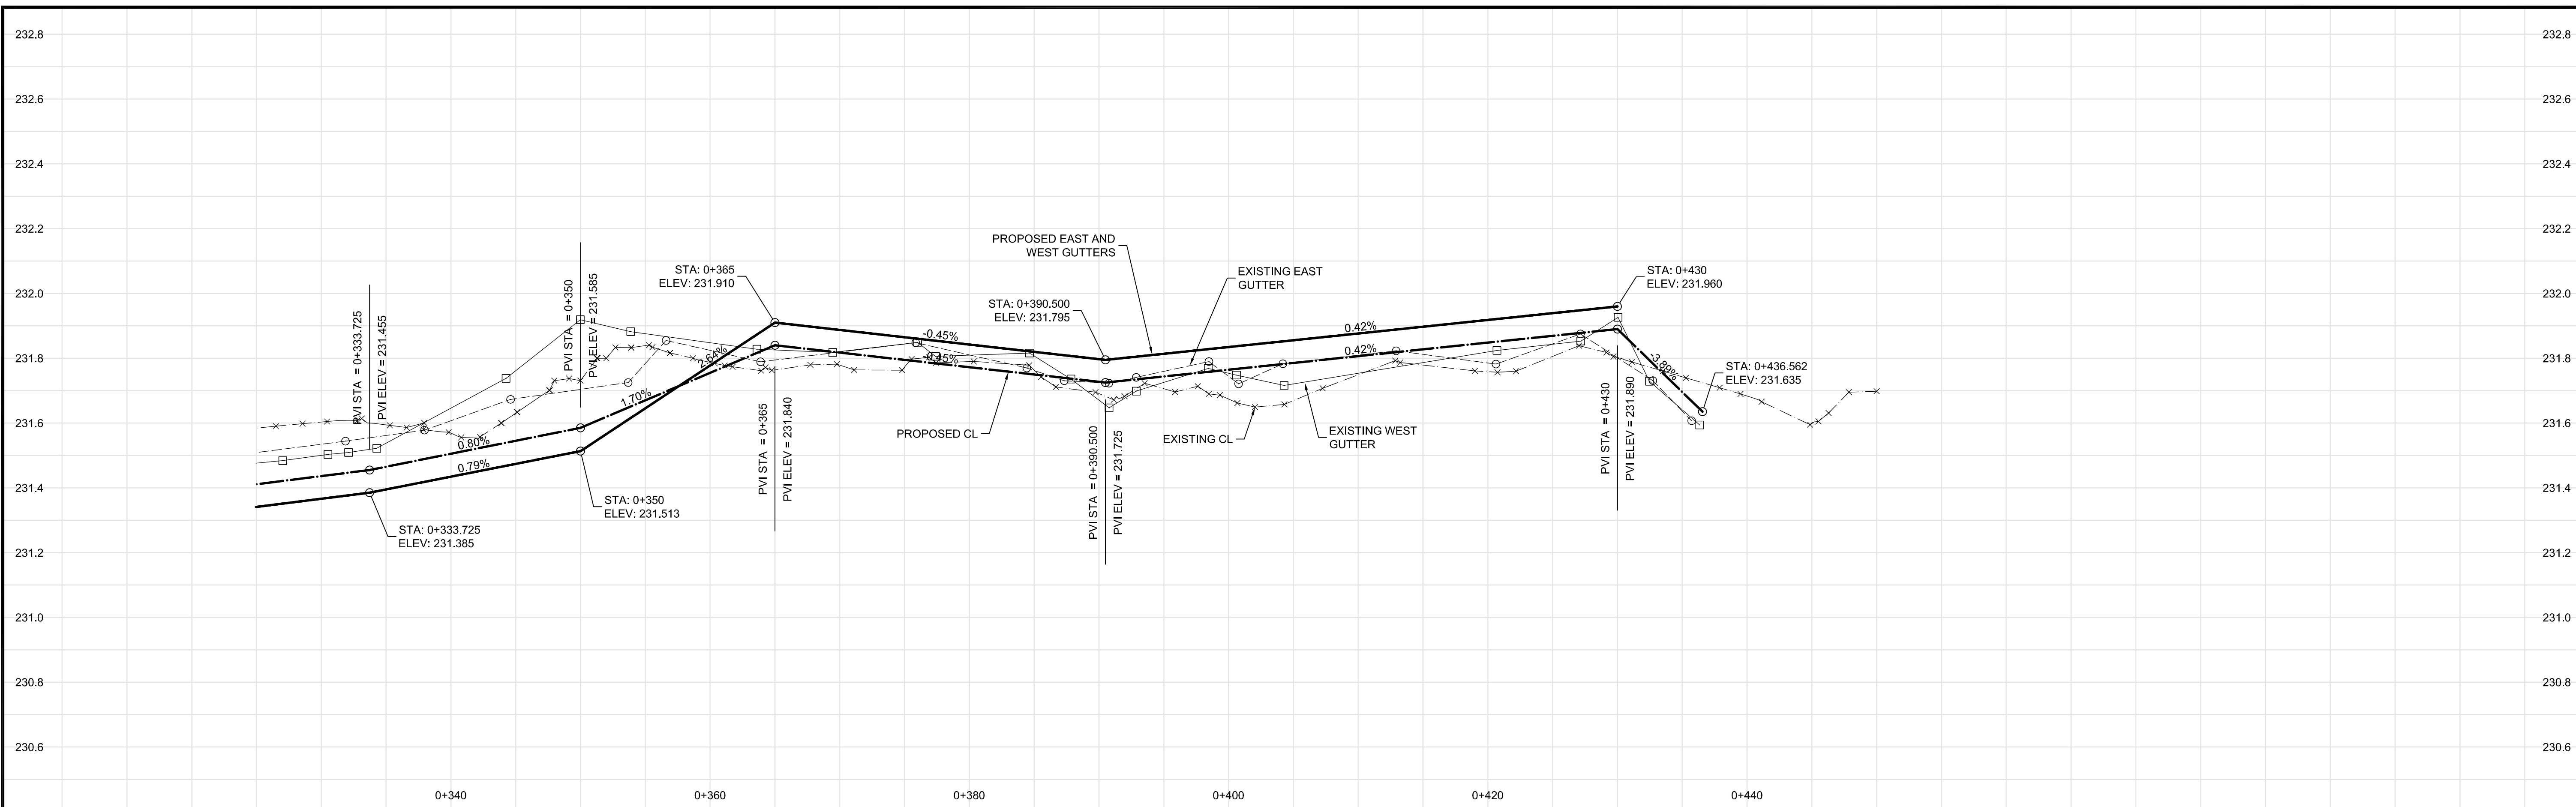 232.8
232.8
232.6
232.6
232.4
232.4
232.2
232.2
PROPOSED EAST AND
WEST GUTTERS
STA: 0+365
ELEV: 231.910
EXISTING EAST
GUTTER
STA: 0+430
ELEV: 231.960
232.0
232.0
PVI STA = 0+333.725
PVI ELEV = 231.455
PVI STA = 0+350
PVI ELEV = 231.585
STA: 0+390.500
ELEV: 231.795
-0.45%
0.42%
231.8
231.8
2.64%
-0.45%
0.42%
-3.89%
STA: 0+436.562
ELEV: 231.635
1.70%
231.6
231.6
0.80%
PROPOSED CL
EXISTING CL
EXISTING WEST
GUTTER
0.79%
PVI STA = 0+365
PVI ELEV = 231.840
PVI STA = 0+390.500
PVI ELEV = 231.725
PVI STA = 0+430
PVI ELEV = 231.890
231.4
231.4
STA: 0+350
ELEV: 231.513
STA: 0+333.725
ELEV: 231.385
231.2
231.2
231.0
231.0
230.8
230.8
230.6
230.6
0+340
0+360
0+380
0+400
0+420
0+440